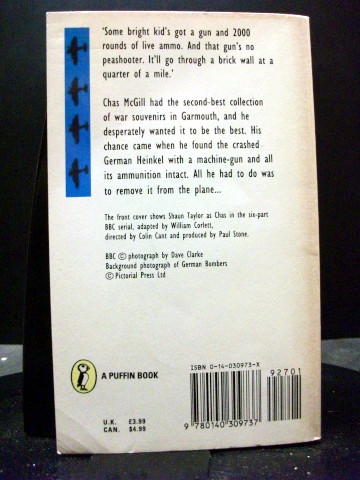 'Some bright kid's got a gun and 2000
rounds of live ammo. And that gun's no
peashooter. It'll go through a brick wall at a
quarter of a mile.'
Chas McGill had the second-best collection
of war souvenirs in Garmouth, and he
desperately wanted it to be the best. His
chance came when he found the crashed
German Heinkel with a machine-gun and all
its ammunition intact. All he had to do was
to remove it from the plane...
The front cover shows Shaun Taylor as Chas in the six-part
BBC serial, adapted by William Corlett,
directed by Colin Cant and produced by Paul Stone.
BBC © photograph by Dave Clarke
Background photograph of German Bombers
© Pictorial Press Ltd
A PUFFIN BOOK
U.K. £3.99
CAN. $4.99
ISBN 0-14-030973-X
92701
9 780140 309737